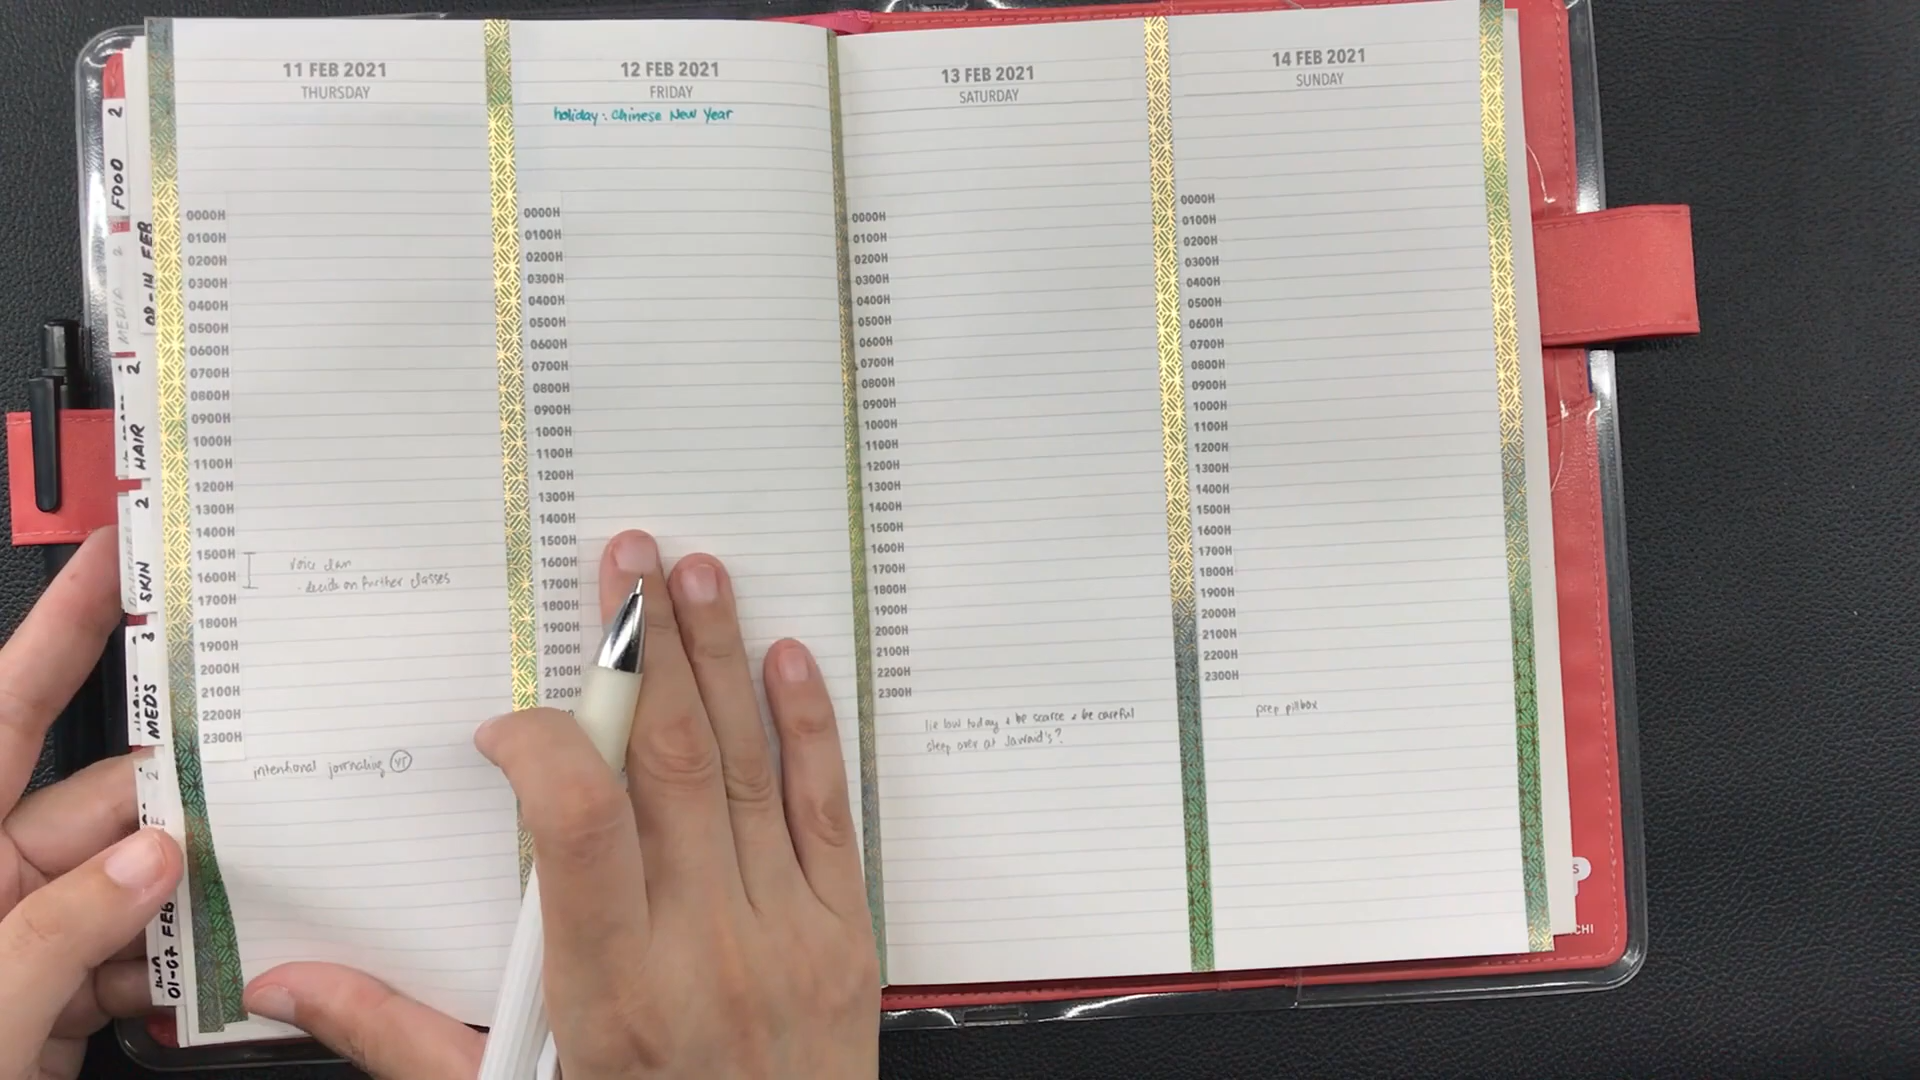 11 FEB 2021
THURSDAY
0000H
0100H
0200H
0300H
0400H
0500H
0600H
0700H
0800H
0900H
1000H
1100H
1200H
1300H
1400H
1500H
1600H
1700H
1800H
1900H
2000H
2100H
2200H
2300H
voice
decide on further classes
intentional journaling
12 FEB 2021
FRIDAY
holiday: Chinese New Year
0000H
0100H
0200H
0300H
0400H
0500H
0600H
0700H
0800H
0900H
1000H
1100H
1200H
1300H
1400H
1500H
1600H
1700H
1800H
1900H
2000H
2100H
2200H
13 FEB 2021
SATURDAY
0000H
0100H
0200H
0300H
0400H
0500H
0600H
0700H
0800H
0900H
1000H
1100H
1200H
1300H
1400H
1500H
1600H
1700H
1800H
1900H
2000H
2100H
2200H
2300H
lie low today & be scarce & be careful
sleep over at
14 FEB 2021
SUNDAY
0000H
0100H
0200H
0300H
0400H
0500H
0600H
0700H
0800H
0900H
1000H
1100H
1200H
1300H
1400H
1500H
1600H
1700H
1800H
1900H
2000H
2100H
2200H
2300H
prep pillbox
FOOD 2
MEDIA 2
08-14 FEB
HAIR 2
SKIN 2
MEDS 3
01-07 FEB